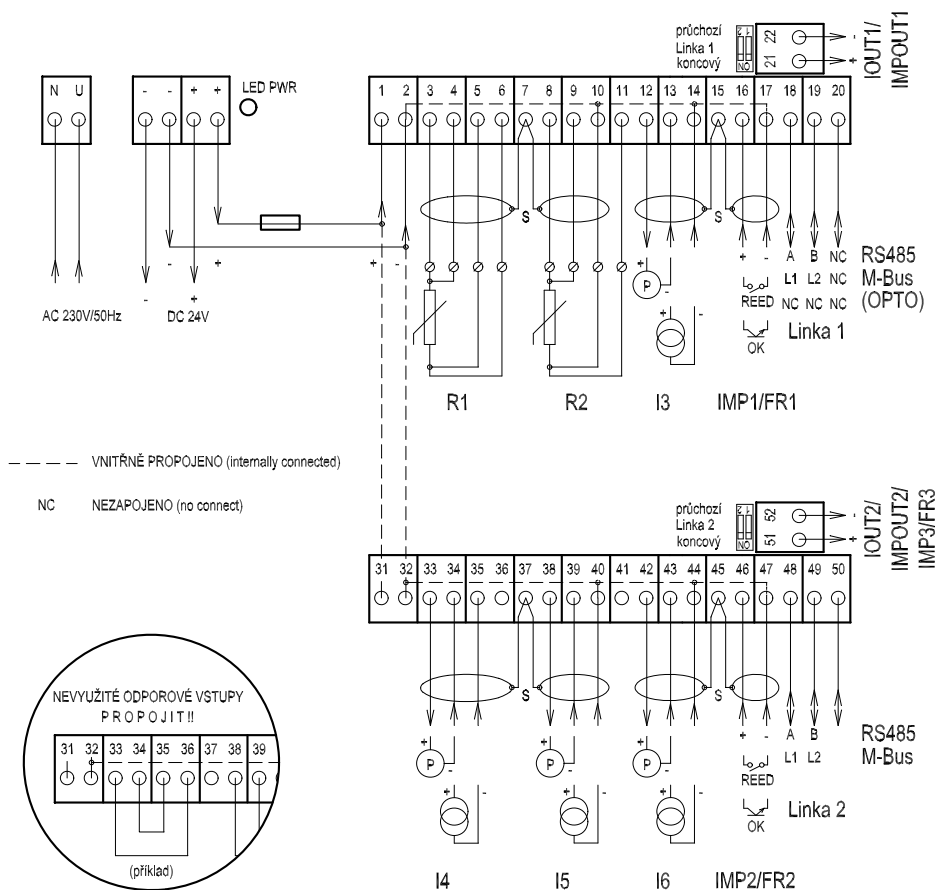 průchozí
Linka 1
koncový
2 1
ON
21 22
-
+
IOUT1/
IMPOUT1
N U
- - + +
LED PWR
1 2 3 4 5 6 7 8 9 10 11 12 13 14 15 16 17 18 19 20
S S
+ - + -
- +
AC 230V/50Hz
DC 24V
P
+ -
+ -
+ - A B NC RS485
L1 L2 NC M-Bus
REED NC NC NC (OPTO)
OK
Linka 1
R1 R2 I3 IMP1/FR1
VNITŘNĚ PROPOJENO (internally connected)
NC NEZAPOJENO (no connect)
průchozí
Linka 2
koncový
2 1
ON
51 52
-
+
IOUT2/
IMPOUT2/
IMP3/FR3
31 32 33 34 35 36 37 38 39 40 41 42 43 44 45 46 47 48 49 50
S S
+ P - + P - + P -
+ - + - + -
+ - A B RS485
L1 L2 M-Bus
REED
OK
Linka 2
I4 I5 I6 IMP2/FR2
NEVYUŽITÉ ODPOROVÉ VSTUPY
PROPOJIT!!
31 32 33 34 35 36 37 38 39
(příklad)